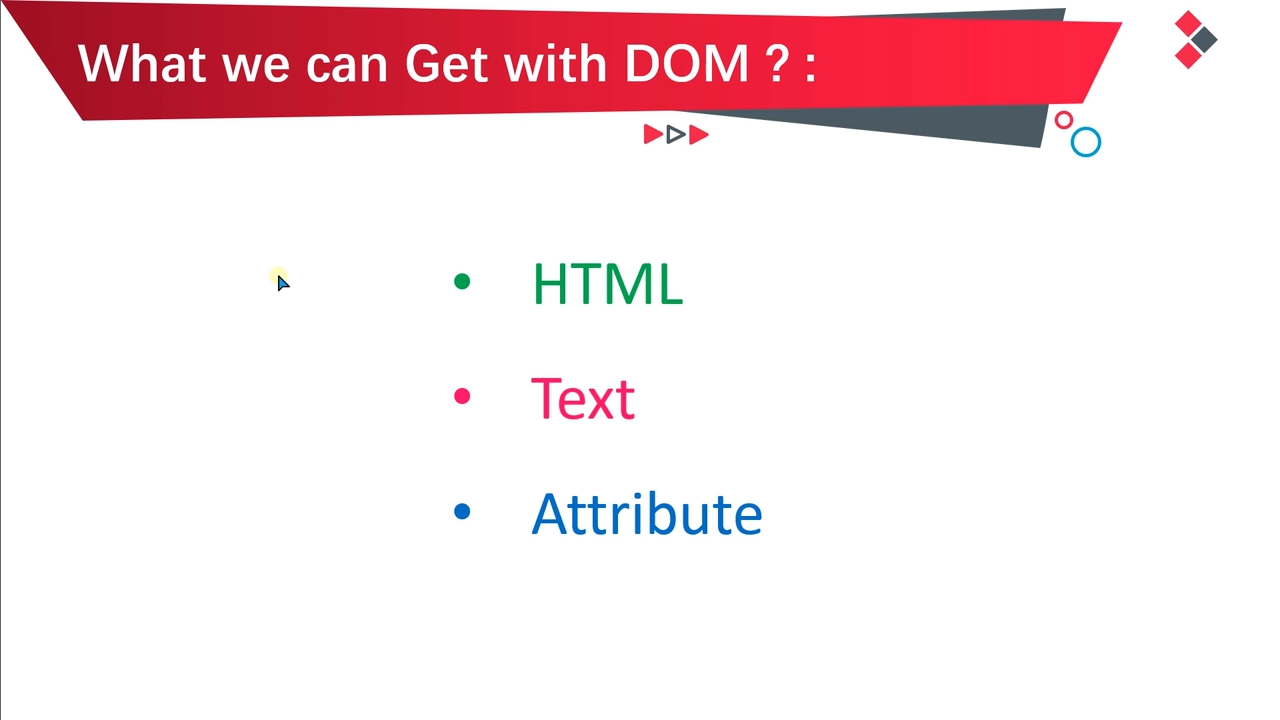 What we can Get with DOM ? :
• HTML
• Text
• Attribute